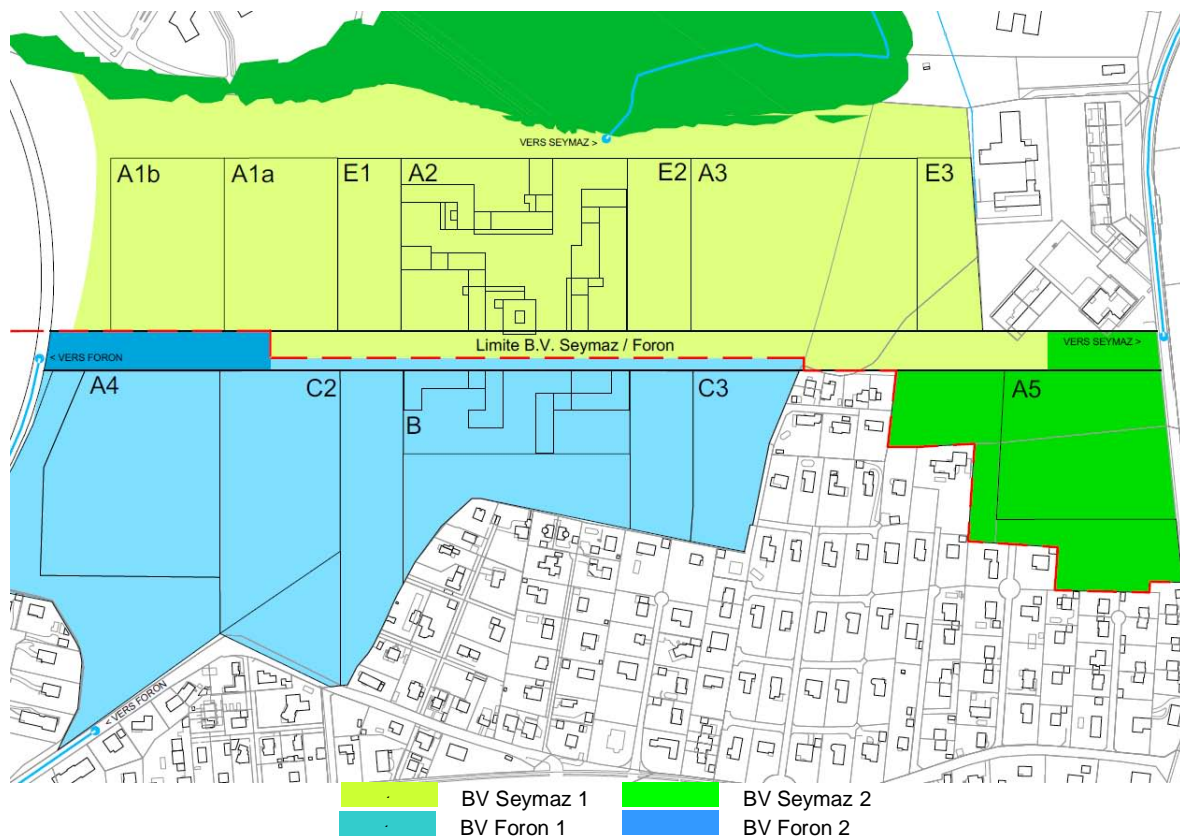 VERS SEYMAZ >
A1b A1a E1 A2 E2 A3 E3
Limite B.V. Seymaz / Foron
< VERS FORON
VERS SEYMAZ >
A4 C2 B C3 A5
< VERS FORON
BV Seymaz 1 BV Seymaz 2
BV Foron 1 BV Foron 2